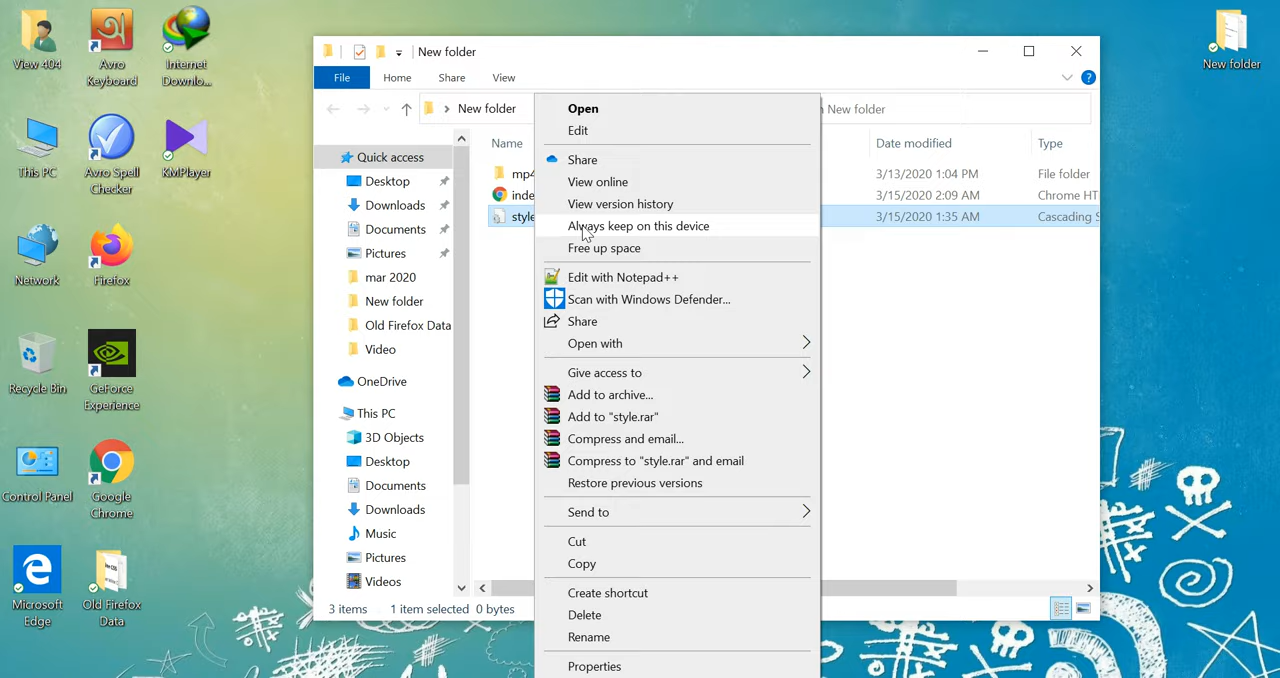 View 404
Avro
Keyboard
Internet
Downlo...
This PC
Avro Spell
Checker
KMPlayer
Network
Firefox
Recycle Bin
GeForce
Experience
Control Panel
Google
Chrome
Microsoft
Edge
Old Firefox
Data
New folder
New folder
File
Home
Share
View
New folder
New folder
Quick access
Desktop
Downloads
Documents
Pictures
mar 2020
New folder
Old Firefox Data
Video
OneDrive
This PC
3D Objects
Desktop
Documents
Downloads
Music
Pictures
Videos
Name
Date modified
Type
mp4
3/13/2020 1:04 PM
File folder
inde
3/15/2020 2:09 AM
Chrome HT
style
3/15/2020 1:35 AM
Cascading S
3 items
1 item selected 0 bytes
Open
Edit
Share
View online
View version history
Always keep on this device
Free up space
Edit with Notepad++
Scan with Windows Defender...
Share
Open with
Give access to
Add to archive...
Add to "style.rar"
Compress and email...
Compress to "style.rar" and email
Restore previous versions
Send to
Cut
Copy
Create shortcut
Delete
Rename
Properties